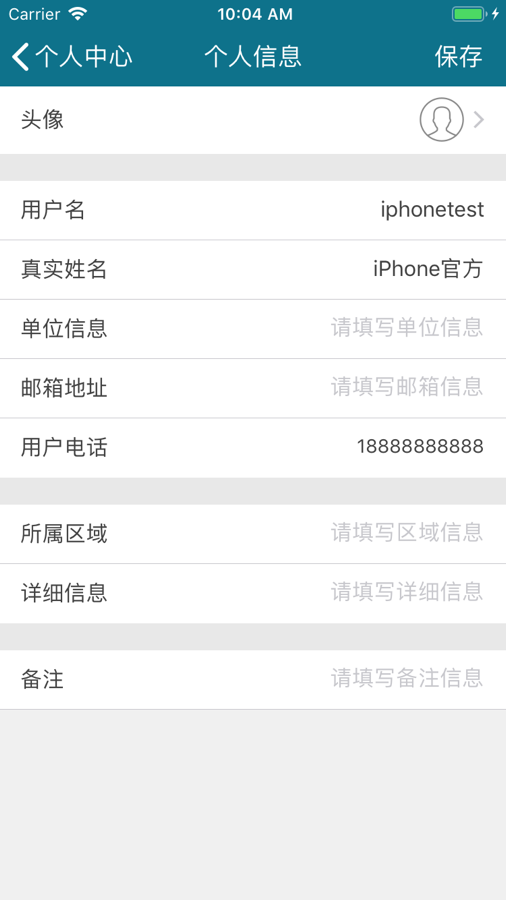 Carrier 10:04 AM
个人中心 个人信息 保存
头像
用户名 iphonetest
真实姓名 iPhone官方
单位信息 请填写单位信息
邮箱地址 请填写邮箱信息
用户电话 18888888888
所属区域 请填写区域信息
详细信息 请填写详细信息
备注 请填写备注信息